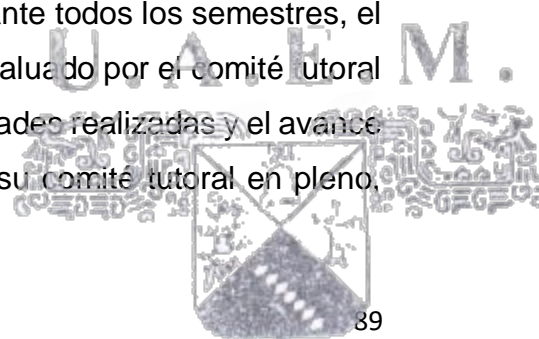 ante todos los semestres, el
U. A. E. M.
aluado por el comité tutoral
ades realizadas y el avance
su comité tutoral en pleno,
89